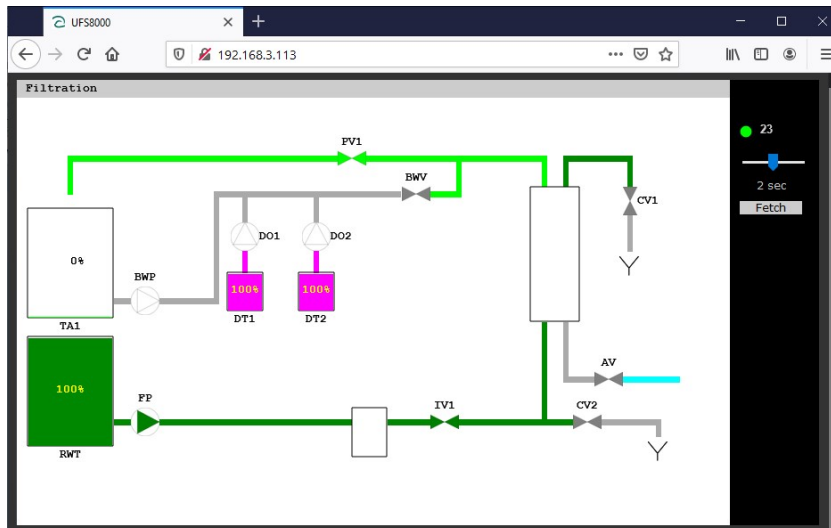 UFS8000
192.168.3.113
Filtration
23
2 sec
Fetch
PV1
BWV
CV1
DO1
DO2
0%
BWP
100%
100%
DT1
DT2
TA1
AV
100%
FP
IV1
CV2
RWT